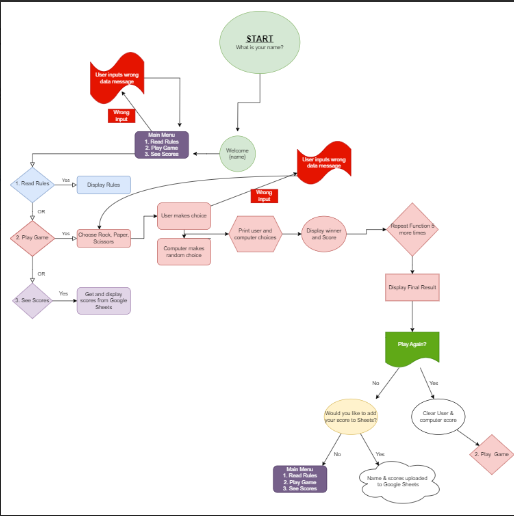 START
What is your name?
User inputs wrong
data message
Wrong
Input
Main Menu
1. Read Rules
2. Play Game
3. See Scores
Welcome
(name)
User inputs wrong
data message
1. Read Rules
Yes
Display Rules
Wrong
Input
OR
User makes choice
2. Play Game
Yes
Choose Rock, Paper,
Scissors
Print user and
computer choices
Display winner
and Score
Repeat Function 5
more times
Computer makes
random choice
OR
3. See Scores
Yes
Get and display
scores from Google
Sheets
Display Final Result
Play Again?
No
Yes
Would you like to add
your score to Sheets?
Clear User &
computer score
No
Yes
2. Play Game
Main Menu
1. Read Rules
2. Play Game
3. See Scores
Name & scores uploaded
to Google Sheets